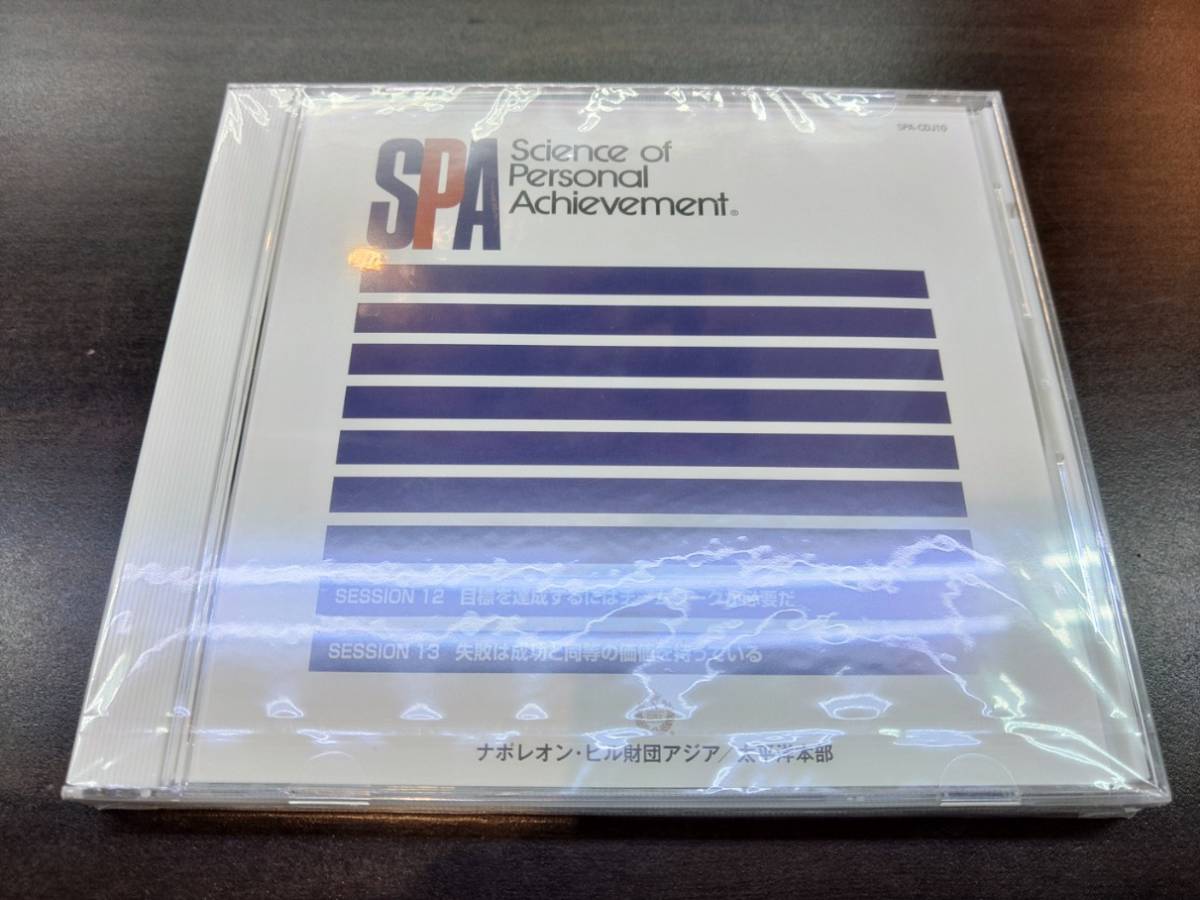 SPA-CDJ10
SPA
Science of
Personal
Achievement®
SESSION 12 目標を達成するにはチームワークが必要だ
SESSION 13 失敗は成功と同等の価値を持っている
ナポレオン・ヒル財団アジア/太平洋本部